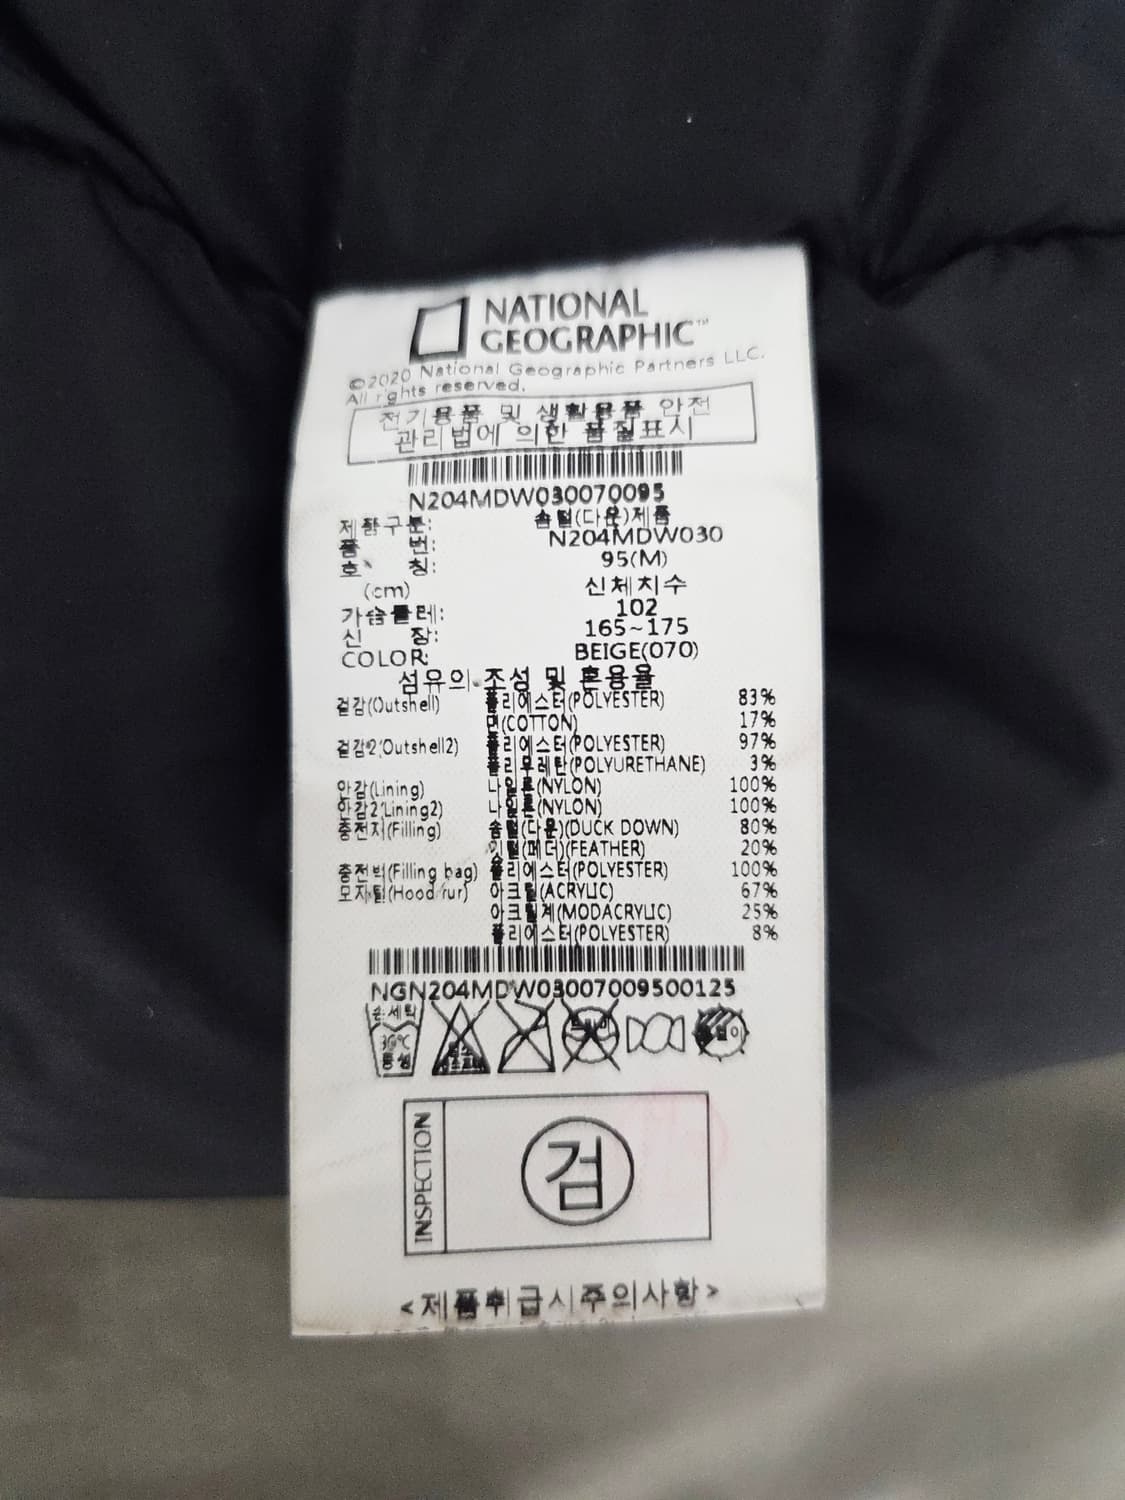 NATIONAL
GEOGRAPHIC™
©2020 National Geographic Partners LLC.
All rights reserved.
전기용품 및 생활용품 안전
관리법에 의한 품질표시
N204MDW030070095
제품구분: 솜털(다운)제품
품 번: N204MDW030
호 칭: 95(M)
(cm) 신체치수
가슴둘레: 102
신 장: 165~175
COLOR: BEIGE(070)
섬유의 조성 및 혼용율
겉감(Outshell) 폴리에스터(POLYESTER) 83%
면(COTTON) 17%
겉감2(Outshell2) 폴리에스터(POLYESTER) 97%
폴리우레탄(POLYURETHANE) 3%
안감(Lining) 나일론(NYLON) 100%
안감2(Lining2) 나일론(NYLON) 100%
충전재(Filling) 솜털(다운)(DUCK DOWN) 80%
깃털(페더)(FEATHER) 20%
충전백(Filling bag) 폴리에스터(POLYESTER) 100%
모자털(Hood fur) 아크릴(ACRYLIC) 67%
아크릴계(MODACRYLIC) 25%
폴리에스터(POLYESTER) 8%
NGN204MDW03007009500125
손세탁
30℃
중성
드라이
뉘어
INSPECTION
검
<제품취급시주의사항>